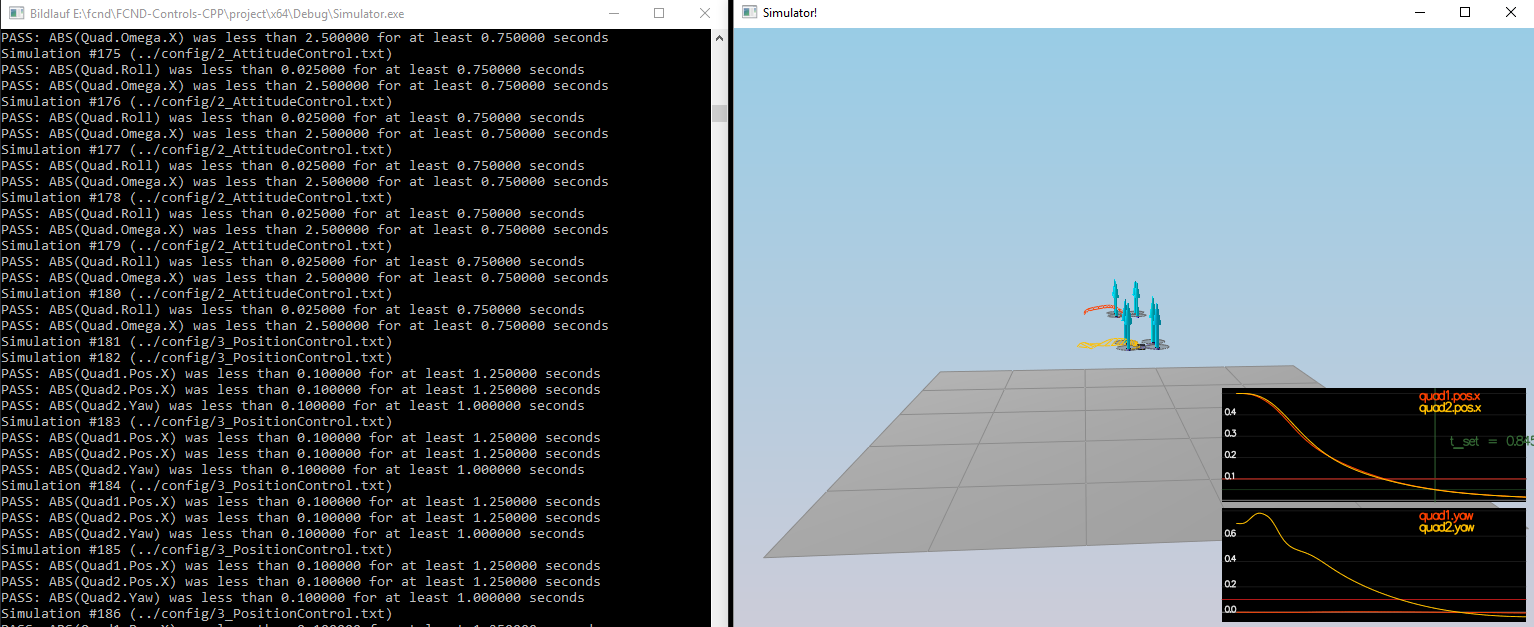 Bildlauf E:\fcnd\FCND-Controls-CPP\project\x64\Debug\Simulator.exe
PASS: ABS(Quad.Omega.X) was less than 2.500000 for at least 0.750000 seconds
Simulation #175 (../config/2_AttitudeControl.txt)
PASS: ABS(Quad.Roll) was less than 0.025000 for at least 0.750000 seconds
PASS: ABS(Quad.Omega.X) was less than 2.500000 for at least 0.750000 seconds
Simulation #176 (../config/2_AttitudeControl.txt)
PASS: ABS(Quad.Roll) was less than 0.025000 for at least 0.750000 seconds
PASS: ABS(Quad.Omega.X) was less than 2.500000 for at least 0.750000 seconds
Simulation #177 (../config/2_AttitudeControl.txt)
PASS: ABS(Quad.Roll) was less than 0.025000 for at least 0.750000 seconds
PASS: ABS(Quad.Omega.X) was less than 2.500000 for at least 0.750000 seconds
Simulation #178 (../config/2_AttitudeControl.txt)
PASS: ABS(Quad.Roll) was less than 0.025000 for at least 0.750000 seconds
PASS: ABS(Quad.Omega.X) was less than 2.500000 for at least 0.750000 seconds
Simulation #179 (../config/2_AttitudeControl.txt)
PASS: ABS(Quad.Roll) was less than 0.025000 for at least 0.750000 seconds
PASS: ABS(Quad.Omega.X) was less than 2.500000 for at least 0.750000 seconds
Simulation #180 (../config/2_AttitudeControl.txt)
PASS: ABS(Quad.Roll) was less than 0.025000 for at least 0.750000 seconds
PASS: ABS(Quad.Omega.X) was less than 2.500000 for at least 0.750000 seconds
Simulation #181 (../config/3_PositionControl.txt)
Simulation #182 (../config/3_PositionControl.txt)
PASS: ABS(Quad1.Pos.X) was less than 0.100000 for at least 1.250000 seconds
PASS: ABS(Quad2.Pos.X) was less than 0.100000 for at least 1.250000 seconds
PASS: ABS(Quad2.Yaw) was less than 0.100000 for at least 1.000000 seconds
Simulation #183 (../config/3_PositionControl.txt)
PASS: ABS(Quad1.Pos.X) was less than 0.100000 for at least 1.250000 seconds
PASS: ABS(Quad2.Pos.X) was less than 0.100000 for at least 1.250000 seconds
PASS: ABS(Quad2.Yaw) was less than 0.100000 for at least 1.000000 seconds
Simulation #184 (../config/3_PositionControl.txt)
PASS: ABS(Quad1.Pos.X) was less than 0.100000 for at least 1.250000 seconds
PASS: ABS(Quad2.Pos.X) was less than 0.100000 for at least 1.250000 seconds
PASS: ABS(Quad2.Yaw) was less than 0.100000 for at least 1.000000 seconds
Simulation #185 (../config/3_PositionControl.txt)
PASS: ABS(Quad1.Pos.X) was less than 0.100000 for at least 1.250000 seconds
PASS: ABS(Quad2.Pos.X) was less than 0.100000 for at least 1.250000 seconds
PASS: ABS(Quad2.Yaw) was less than 0.100000 for at least 1.000000 seconds
Simulation #186 (../config/3_PositionControl.txt)
Simulator!
quad1.pos.x
quad2.pos.x
0.4
0.3
t_set = 0.845
0.2
0.1
quad1.yaw
quad2.yaw
0.6
0.4
0.2
0.0